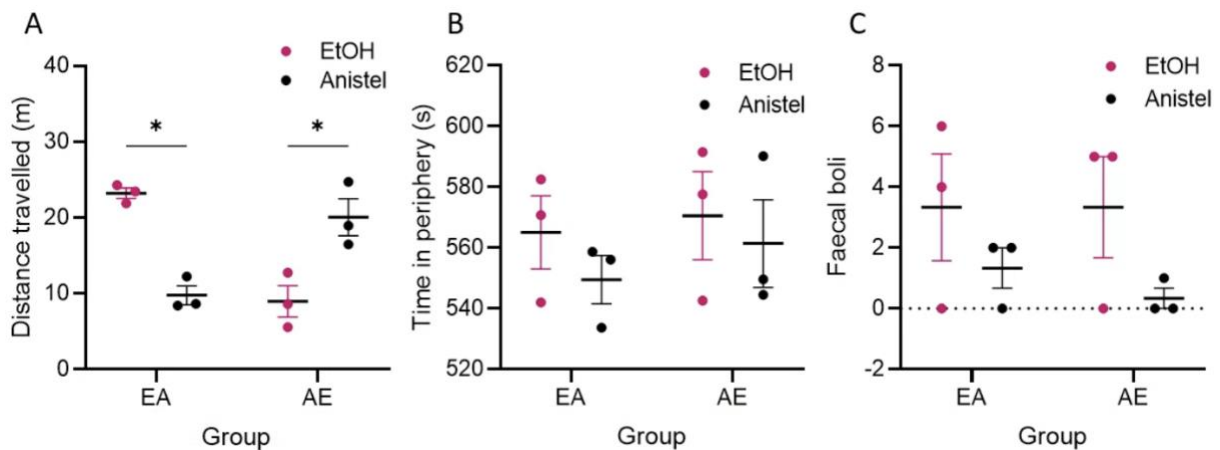 A
EtOH
Anistel
Distance travelled (m)
40
30
20
10
0
*
*
EA
AE
Group
B
EtOH
Anistel
Time in periphery (s)
620
600
580
560
540
520
EA
AE
Group
C
EtOH
Anistel
Faecal boli
8
6
4
2
0
-2
EA
AE
Group